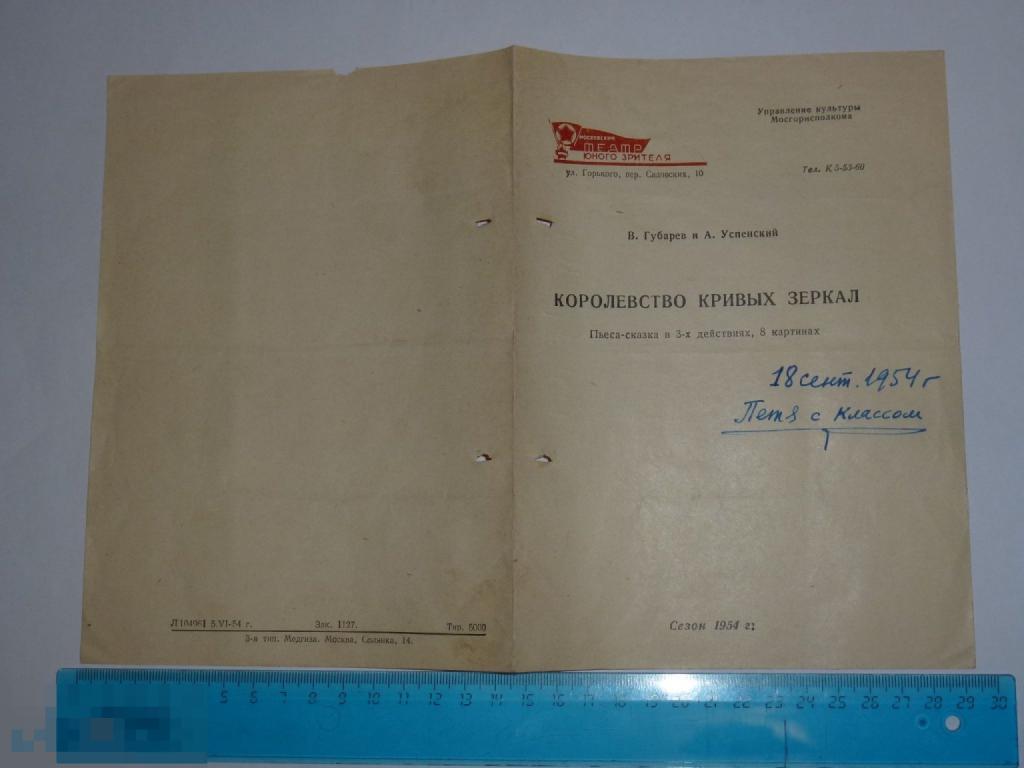 Управление культуры
Мосгорисполкома
МОСКОВСКИЙ
ТЕАТР
ЮНОГО ЗРИТЕЛЯ
ул. Горького, пер. Садовских, 10
Тел. К 5-53-60
В. Губарев и А. Успенский
КОРОЛЕВСТВО КРИВЫХ ЗЕРКАЛ
Пьеса-сказка в 3-х действиях, 8 картинах
18 сент. 1954 г
Петя с классом
Сезон 1954 г.
Л104961 5.VI-54 г. Зак. 1127. Тир. 5000
3-я тип. Медгиза. Москва, Солянка, 14.
5 6 7 8 9 10 11 12 13 14 15 16 17 18 19 20 21 22 23 24 25 26 27 28 29 30